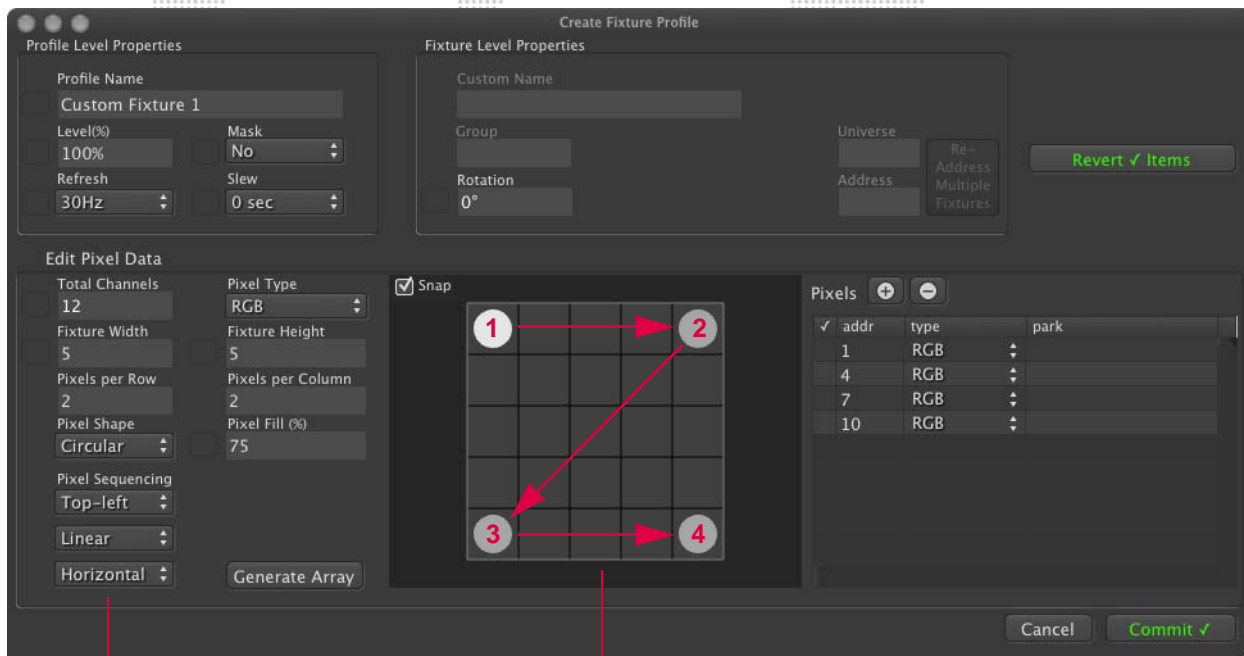 Create Fixture Profile
Profile Level Properties
Profile Name
Custom Fixture 1
Level(%)
Mask
100%
No
Refresh
Slew
30Hz
0 sec
Fixture Level Properties
Custom Name
Group
Universe
Rotation
Address
0°
Re-
Address
Multiple
Fixtures
Revert ✓ Items
Edit Pixel Data
Total Channels
Pixel Type
12
RGB
Fixture Width
Fixture Height
5
5
Pixels per Row
Pixels per Column
2
2
Pixel Shape
Pixel Fill (%)
Circular
75
Pixel Sequencing
Top-left
Linear
Horizontal
Generate Array
Snap
1
2
3
4
Pixels
✓ addr type park
1 RGB
4 RGB
7 RGB
10 RGB
Cancel
Commit ✓